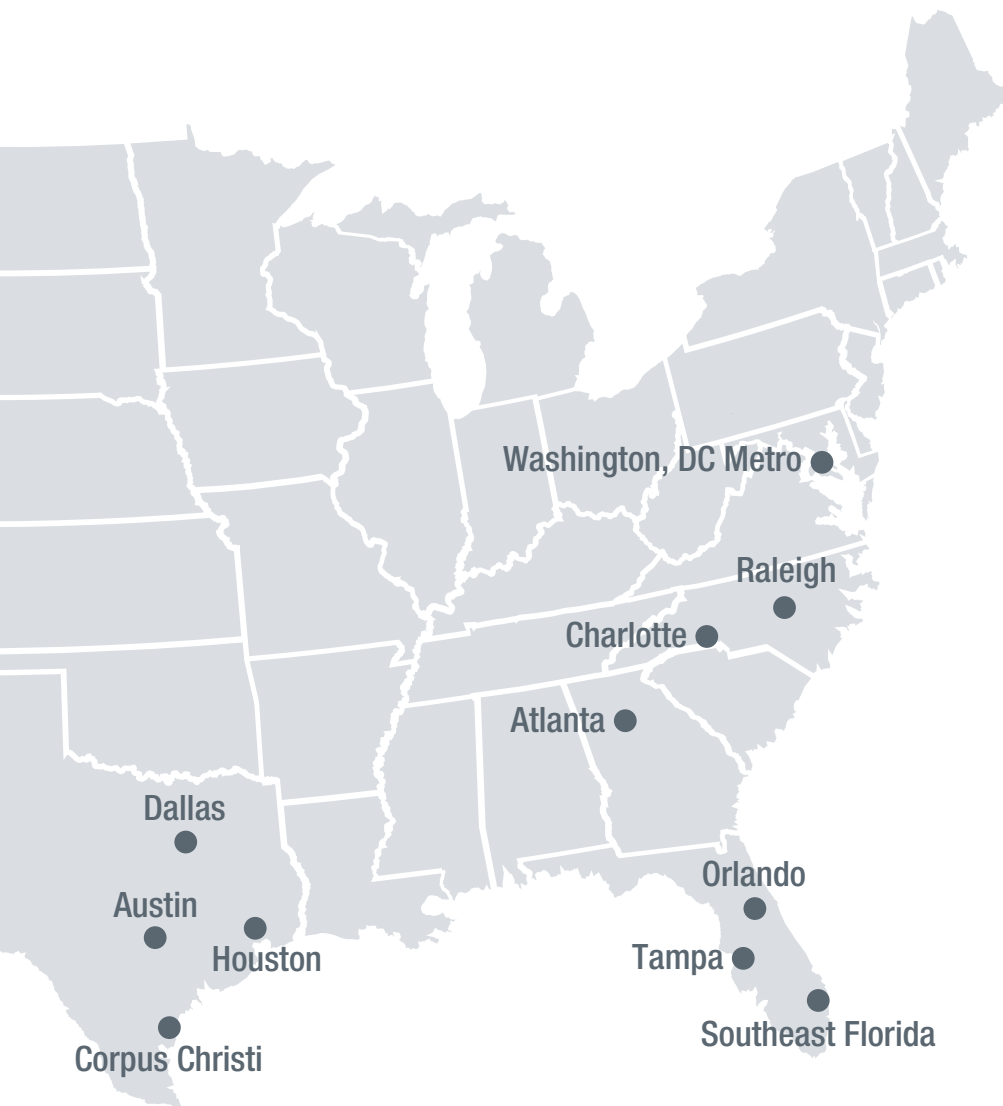 Washington, DC Metro
Raleigh
Charlotte
Atlanta
Dallas
Orlando
Austin
Houston
Tampa
Southeast Florida
Corpus Christi